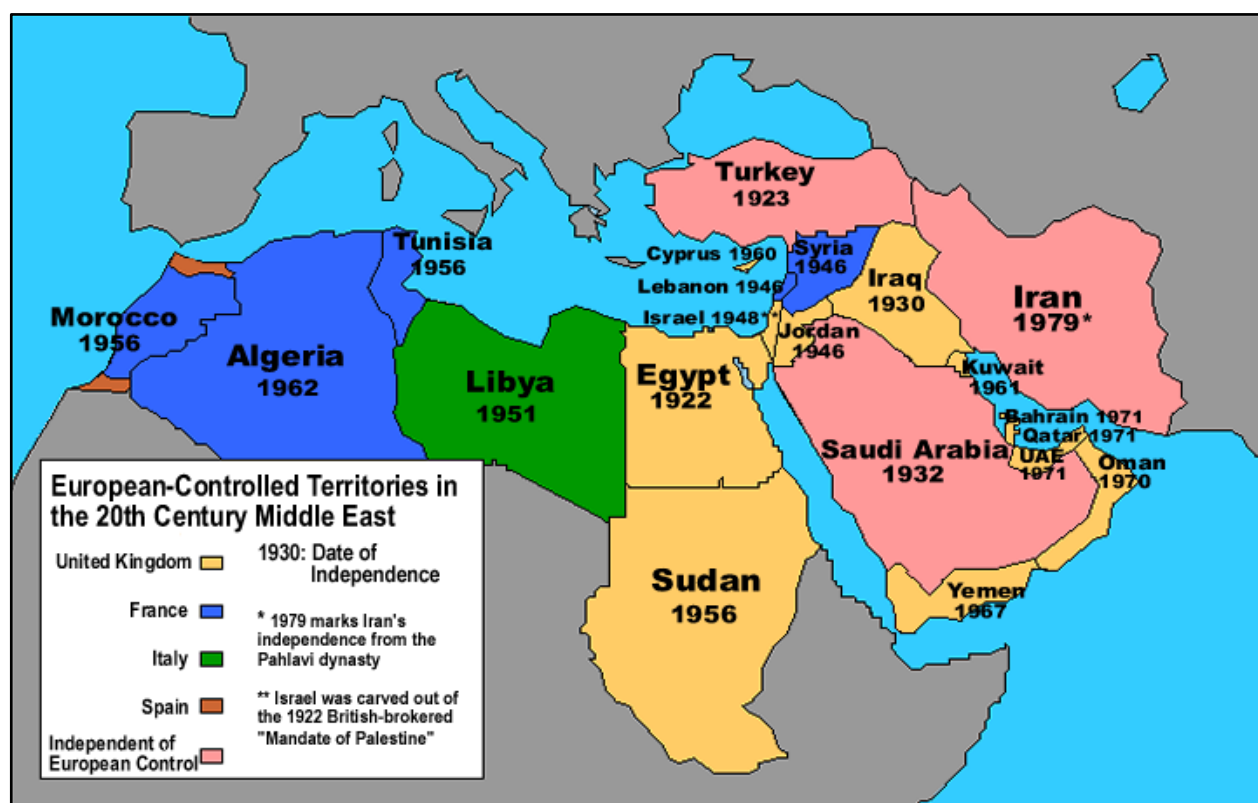 Turkey
1923
Tunisia
1956
Cyprus 1960
Syria
1946
Lebanon 1946
Iraq
1930
Iran
1979*
Morocco
1956
Israel 1948**
Jordan
1946
Algeria
1962
Libya
1951
Egypt
1922
Kuwait
1961
Bahrain 1971
Qatar 1971
Saudi Arabia
1932
UAE
1971
Oman
1970
Sudan
1956
Yemen
1967
European-Controlled Territories in
the 20th Century Middle East
United Kingdom
France
Italy
Spain
Independent of
European Control
1930: Date of
Independence
* 1979 marks Iran's
independence from the
Pahlavi dynasty
** Israel was carved out of
the 1922 British-brokered
"Mandate of Palestine"